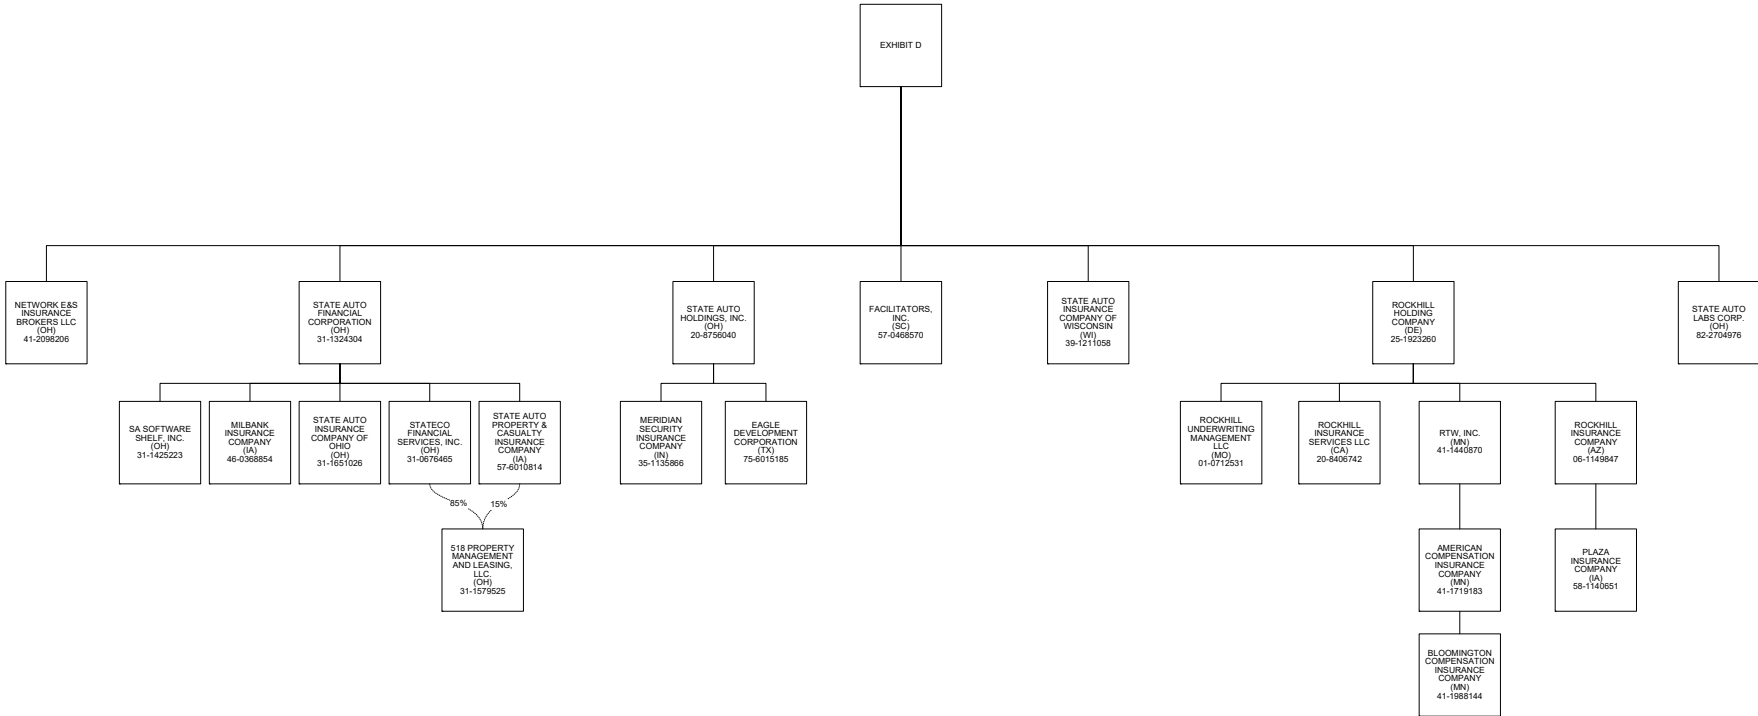 EXHIBIT D
NETWORK E&S
INSURANCE
BROKERS LLC
(OH)
41-2098206
STATE AUTO
FINANCIAL
CORPORATION
(OH)
31-1324304
STATE AUTO
HOLDINGS, INC.
(OH)
20-8756040
FACILITATORS,
INC.
(SC)
57-0468570
STATE AUTO
INSURANCE
COMPANY OF
WISCONSIN
(WI)
39-1211058
ROCKHILL
HOLDING
COMPANY
(DE)
25-1923260
STATE AUTO
LABS CORP.
(OH)
82-2704976
SA SOFTWARE
SHELF, INC.
(OH)
31-1425223
MILBANK
INSURANCE
COMPANY
(IA)
46-0368854
STATE AUTO
INSURANCE
COMPANY OF
OHIO
(OH)
31-1651026
STATECO
FINANCIAL
SERVICES, INC.
(OH)
31-0676465
STATE AUTO
PROPERTY &
CASUALTY
INSURANCE
COMPANY
(IA)
57-6010814
MERIDIAN
SECURITY
INSURANCE
COMPANY
(IN)
35-1135866
EAGLE
DEVELOPMENT
CORPORATION
(TX)
75-6015185
ROCKHILL
UNDERWRITING
MANAGEMENT
LLC
(MO)
01-0712531
ROCKHILL
INSURANCE
SERVICES LLC
(CA)
20-8406742
RTW, INC.
(MN)
41-1440870
ROCKHILL
INSURANCE
COMPANY
(AZ)
06-1149847
85%
15%
518 PROPERTY
MANAGEMENT
AND LEASING,
LLC.
(OH)
31-1579525
AMERICAN
COMPENSATION
INSURANCE
COMPANY
(MN)
41-1719183
PLAZA
INSURANCE
COMPANY
(IA)
58-1140651
BLOOMINGTON
COMPENSATION
INSURANCE
COMPANY
(MN)
41-1988144